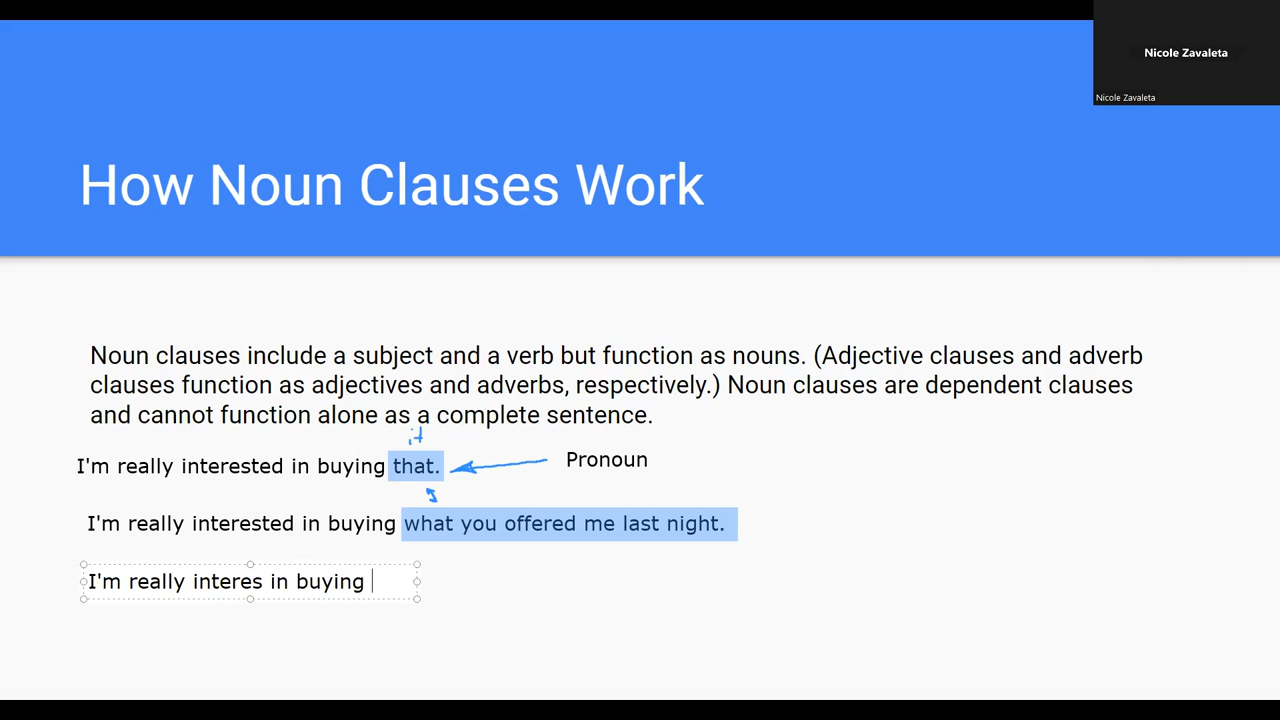 Nicole Zavaleta
Nicole Zavaleta
How Noun Clauses Work
Noun clauses include a subject and a verb but function as nouns. (Adjective clauses and adverb
clauses function as adjectives and adverbs, respectively.) Noun clauses are dependent clauses
and cannot function alone as a complete sentence.
it
I'm really interested in buying that.
Pronoun
I'm really interested in buying what you offered me last night.
I'm really interes in buying